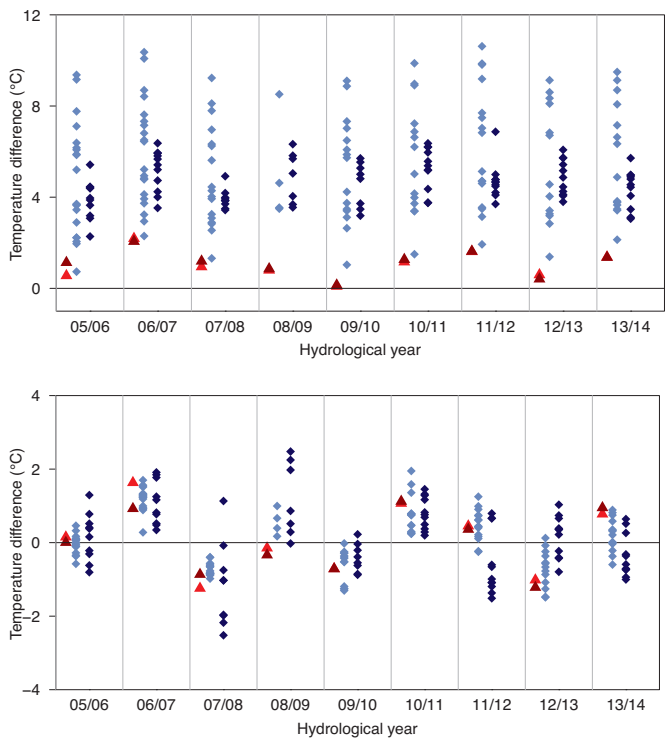 12
8
4
0
Temperature difference (°C)
05/06 06/07 07/08 08/09 09/10 10/11 11/12 12/13 13/14
Hydrological year
4
2
0
−2
−4
Temperature difference (°C)
05/06 06/07 07/08 08/09 09/10 10/11 11/12 12/13 13/14
Hydrological year